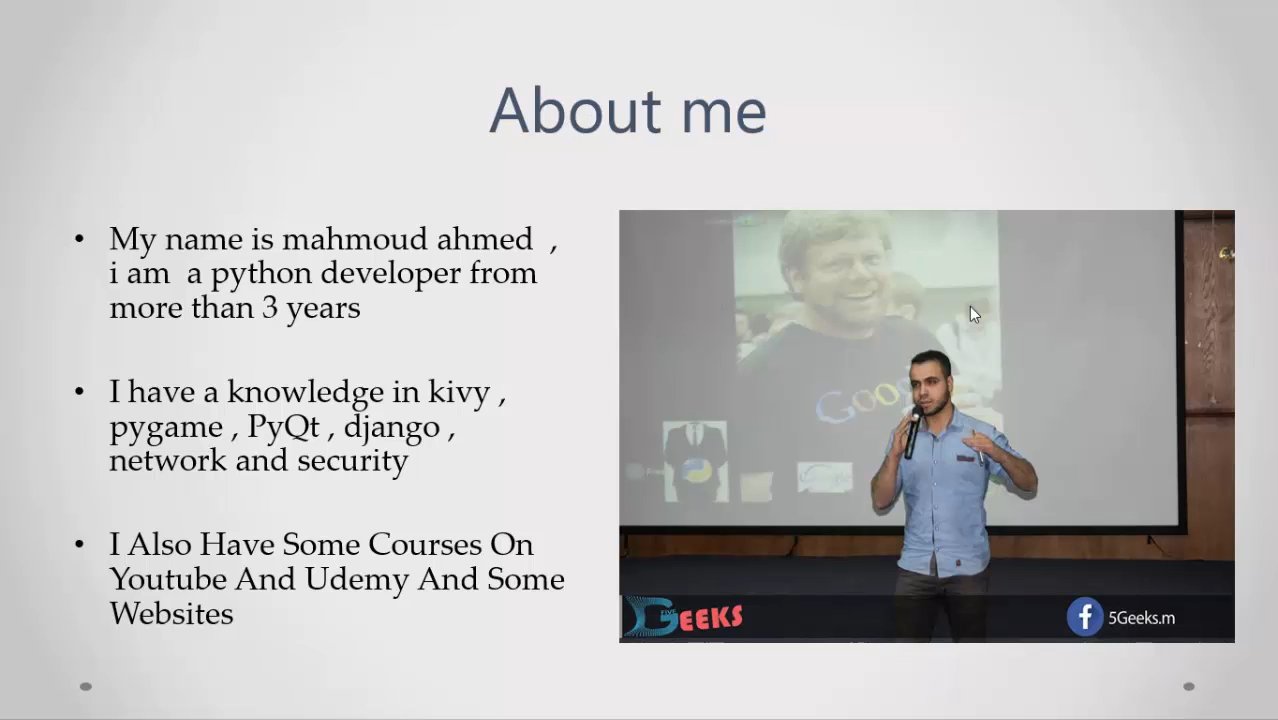 About me
• My name is mahmoud ahmed ,
i am a python developer from
more than 3 years
• I have a knowledge in kivy ,
pygame , PyQt , django ,
network and security
• I Also Have Some Courses On
Youtube And Udemy And Some
Websites
FIVE
GEEKS
5Geeks.m